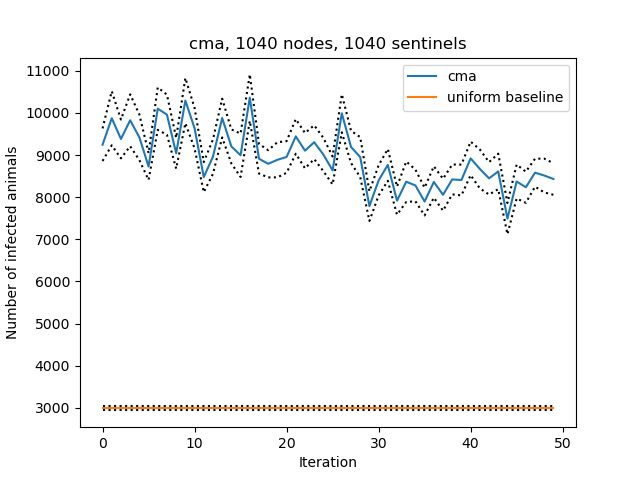 cma, 1040 nodes, 1040 sentinels
cma
uniform baseline
Number of infected animals
11000
10000
9000
8000
7000
6000
5000
4000
3000
0 10 20 30 40 50
Iteration